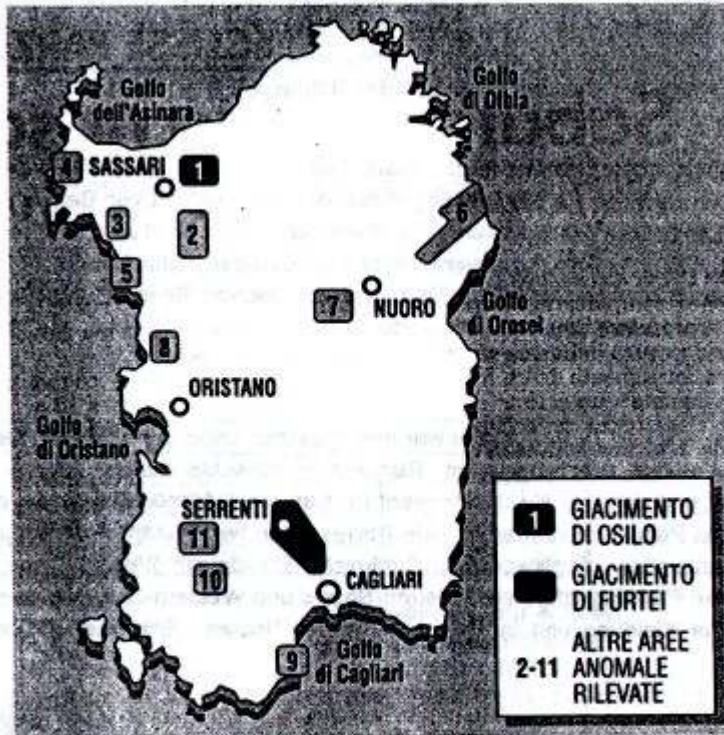 Golfo
dell'Asinara
Golfo
di Olbia
4
SASSARI
1
3
2
6
5
7
NUORO
Golfo
di Orosei
8
ORISTANO
Golfo
di Oristano
SERRENTI
11
10
CAGLIARI
9
Golfo
di Cagliari
1 GIACIMENTO
DI OSILO
GIACIMENTO
DI FURTEI
ALTRE AREE
2-11 ANOMALE
RILEVATE